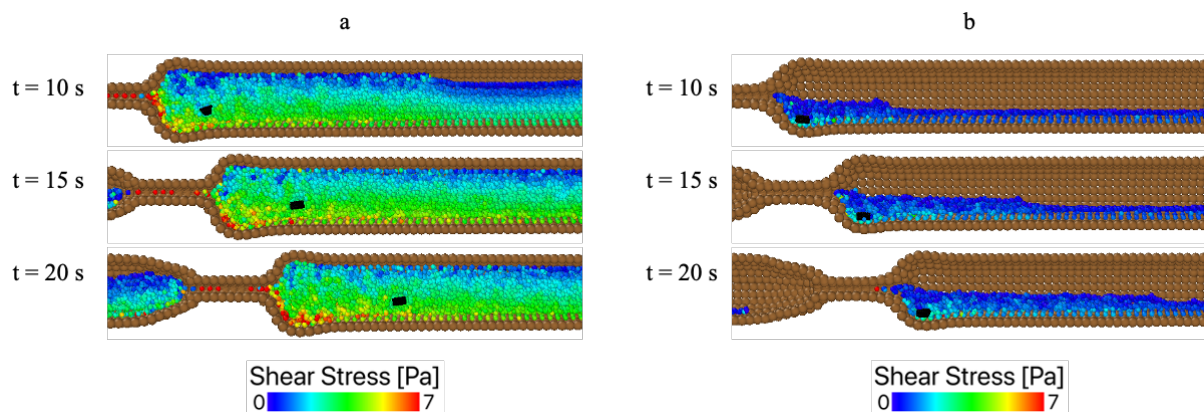 a b
t = 10 s t = 10 s
t = 15 s t = 15 s
t = 20 s t = 20 s
Shear Stress [Pa] Shear Stress [Pa]
0 7 0 7